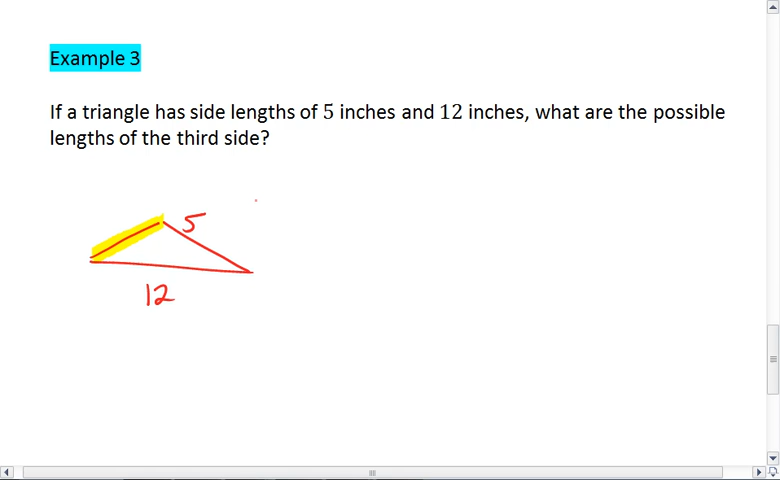 Example 3
If a triangle has side lengths of 5 inches and 12 inches, what are the possible
lengths of the third side?
5
12